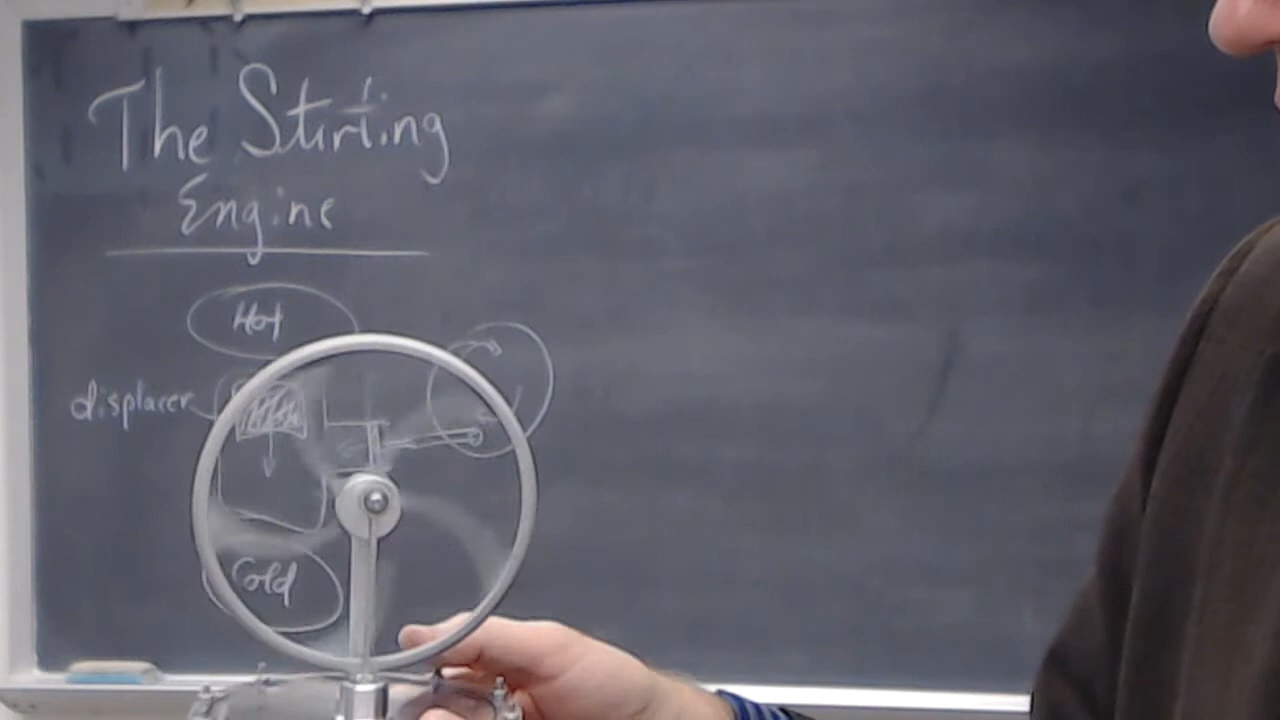 The Stirling
Engine
Hot
displacer
Cold